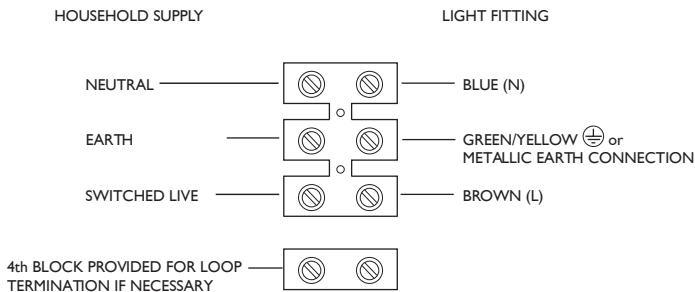 HOUSEHOLD SUPPLY
LIGHT FITTING
NEUTRAL
BLUE (N)
EARTH
GREEN/YELLOW or
METALLIC EARTH CONNECTION
SWITCHED LIVE
BROWN (L)
4th BLOCK PROVIDED FOR LOOP
TERMINATION IF NECESSARY